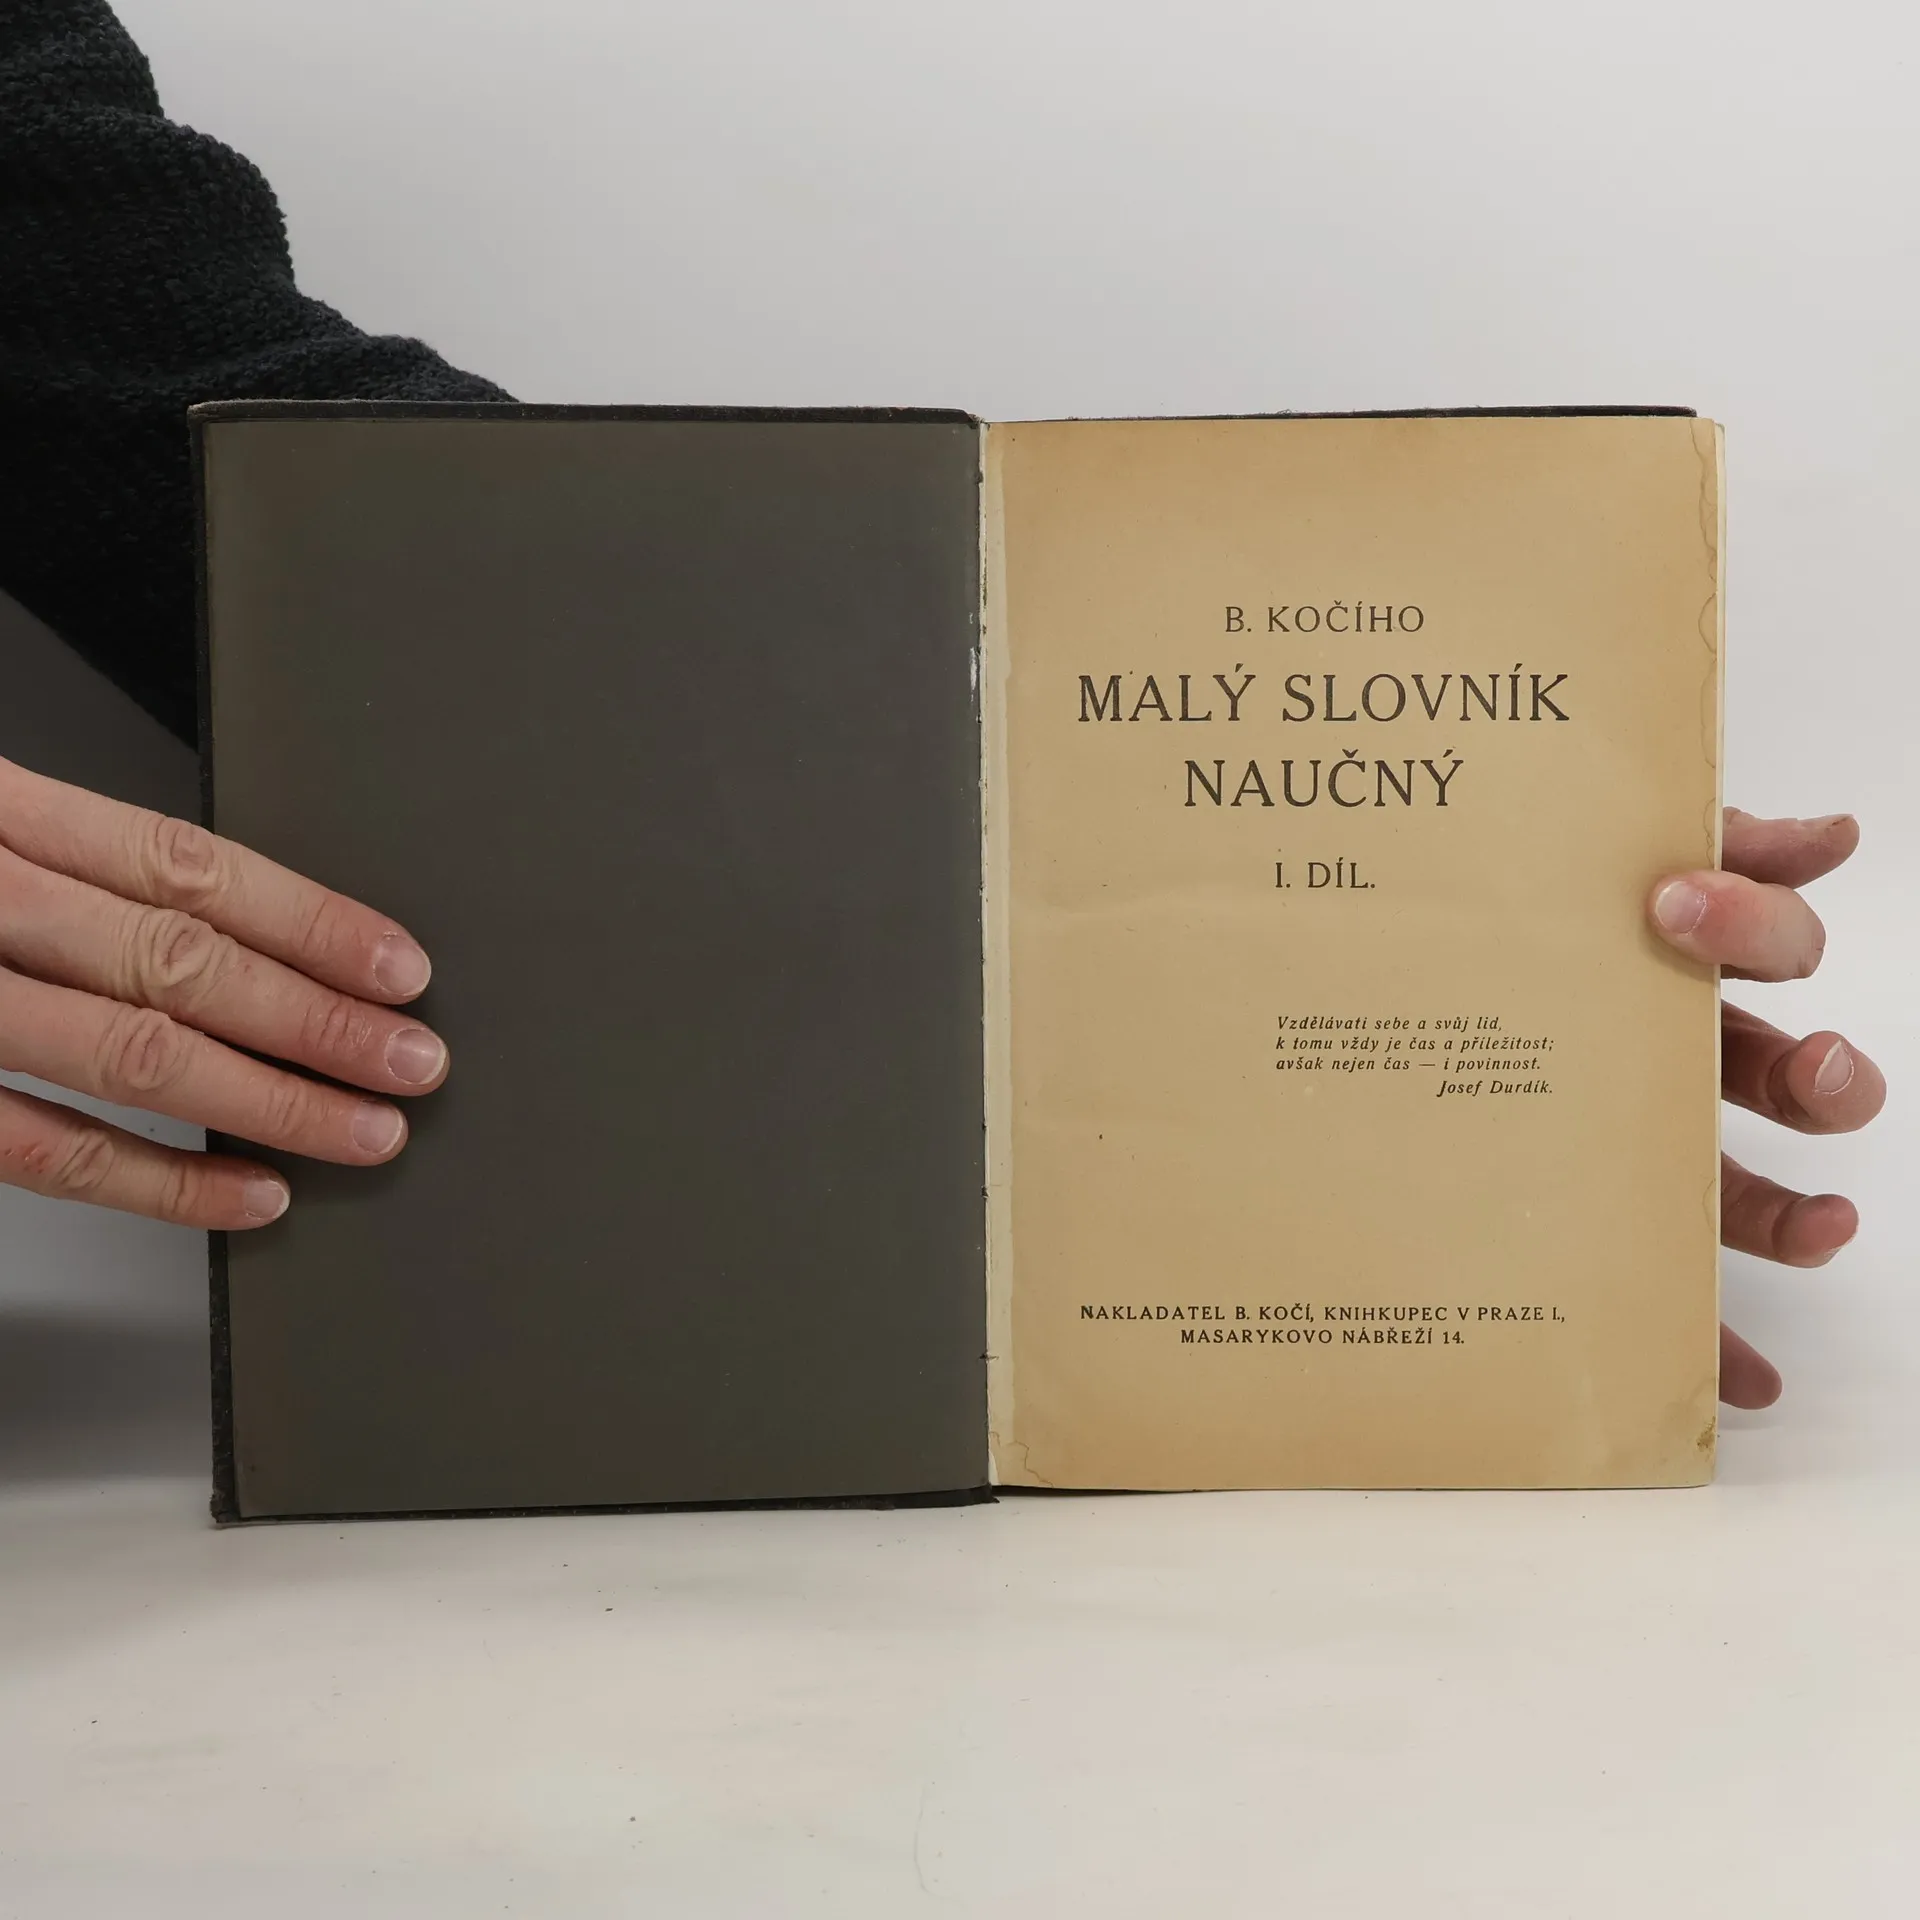 B. KOČÍHO
MALÝ SLOVNÍK
NAUČNÝ
I. DÍL.
Vzdělávati sebe a svůj lid,
k tomu vždy je čas a příležitost;
avšak nejen čas — i povinnost.
Josef Durdík.
NAKLADATEL B. KOČÍ, KNIHKUPEC V PRAZE I.,
MASARYKOVO NÁBŘEŽÍ 14.